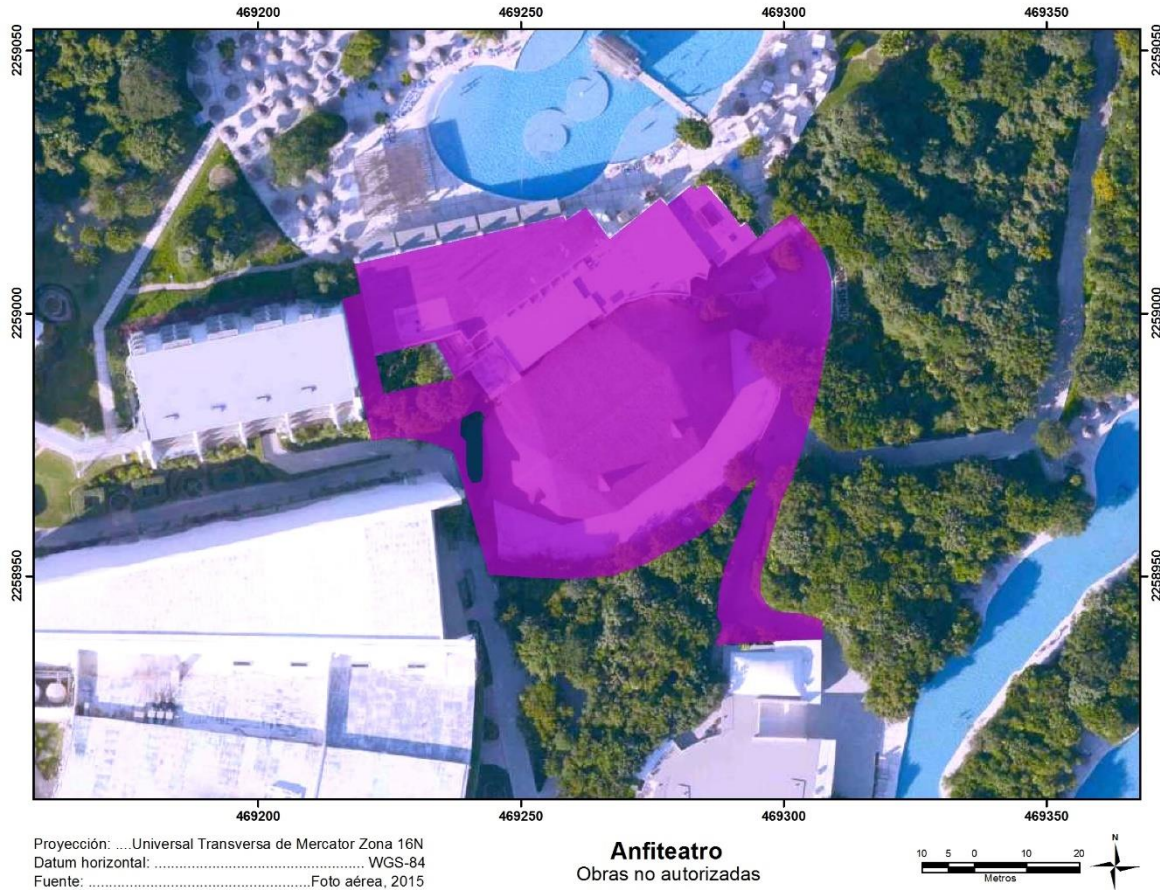 469200 469250 469300 469350
2259050 2259050
2259000 2259000
2258950 2258950
469200 469250 469300 469350
Proyección: ....Universal Transversa de Mercator Zona 16N
Datum horizontal: ................................................ WGS-84
Fuente: .....................................................Foto aérea, 2015
Anfiteatro
Obras no autorizadas
10 5 0 10 20
Metros
N